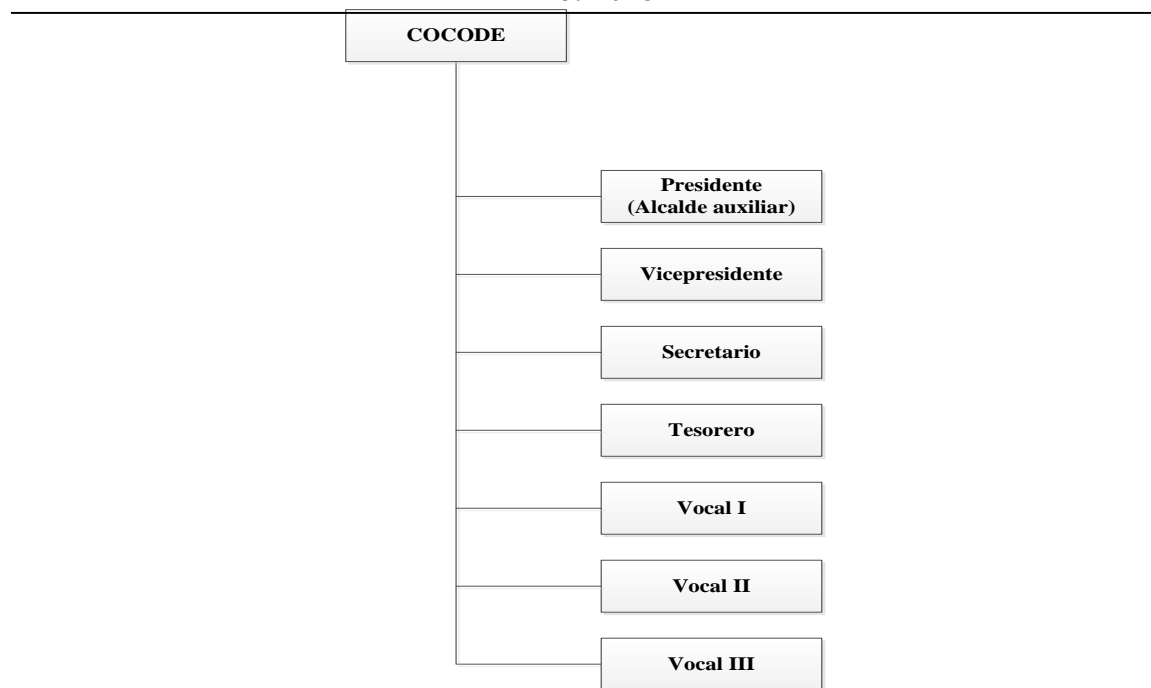 COCODE
Presidente
(Alcalde auxiliar)
Vicepresidente
Secretario
Tesorero
Vocal I
Vocal II
Vocal III